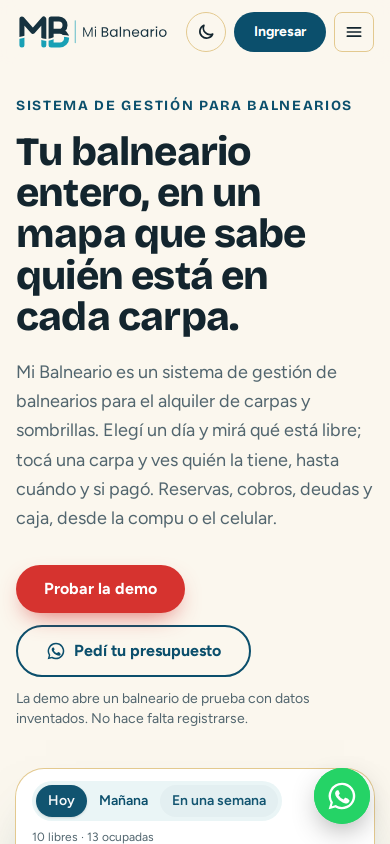 MB Mi Balneario
Ingresar
SISTEMA DE GESTIÓN PARA BALNEARIOS
Tu balneario
entero, en un
mapa que sabe
quién está en
cada carpa.
Mi Balneario es un sistema de gestión de
balnearios para el alquiler de carpas y
sombrillas. Elegí un día y mirá qué está libre;
tocá una carpa y ves quién la tiene, hasta
cuándo y si pagó. Reservas, cobros, deudas y
caja, desde la compu o el celular.
Probar la demo
Pedí tu presupuesto
La demo abre un balneario de prueba con datos
inventados. No hace falta registrarse.
Hoy Mañana En una semana
10 libres · 13 ocupadas